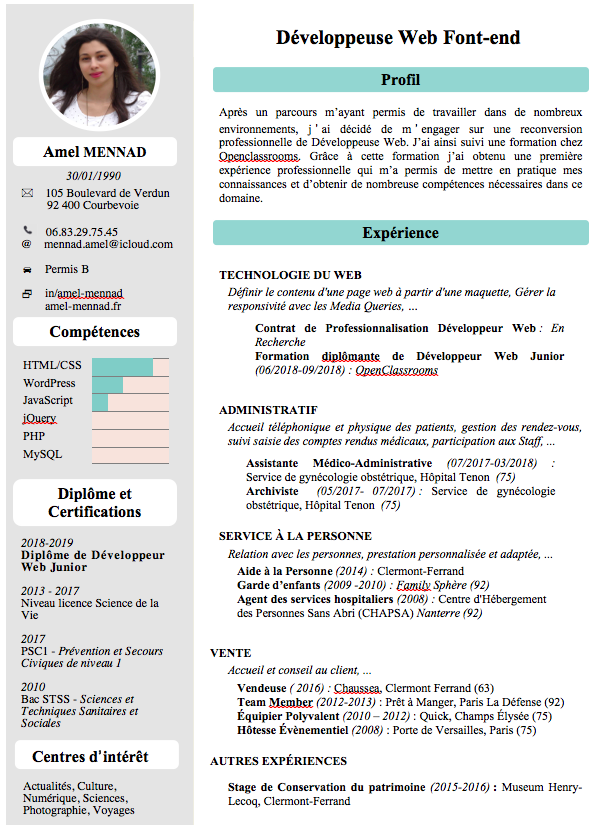 Développeuse Web Font-end
Profil
Après un parcours m'ayant permis de travailler dans de nombreux
environnements, j'ai décidé de m'engager sur une reconversion
professionnelle de Développeuse Web. J'ai ainsi suivi une formation chez
Openclassrooms. Grâce à cette formation j'ai obtenu une première
expérience professionnelle qui m'a permis de mettre en pratique mes
connaissances et d'obtenir de nombreuse compétences nécessaires dans ce
domaine.
Expérience
TECHNOLOGIE DU WEB
Définir le contenu d'une page web à partir d'une maquette, Gérer la
responsivité avec les Media Queries, …
Contrat de Professionnalisation Développeur Web : En
Recherche
Formation diplômante de Développeur Web Junior
(06/2018-09/2018) : OpenClassrooms
ADMINISTRATIF
Accueil téléphonique et physique des patients, gestion des rendez-vous,
suivi saisie des comptes rendus médicaux, participation aux Staff, ...
Assistante Médico-Administrative (07/2017-03/2018) :
Service de gynécologie obstétrique, Hôpital Tenon (75)
Archiviste (05/2017- 07/2017) : Service de gynécologie
obstétrique, Hôpital Tenon (75)
SERVICE À LA PERSONNE
Relation avec les personnes, prestation personnalisée et adaptée, ...
Aide à la Personne (2014) : Clermont-Ferrand
Garde d'enfants (2009 -2010) : Family Sphère (92)
Agent des services hospitaliers (2008) : Centre d'Hébergement
des Personnes Sans Abri (CHAPSA) Nanterre (92)
VENTE
Accueil et conseil au client, ...
Vendeuse ( 2016) : Chaussea, Clermont Ferrand (63)
Team Member (2012-2013) : Prêt à Manger, Paris La Défense (92)
Équipier Polyvalent (2010 – 2012) : Quick, Champs Élysée (75)
Hôtesse Évènementiel (2008) : Porte de Versailles, Paris (75)
AUTRES EXPÉRIENCES
Stage de Conservation du patrimoine (2015-2016) : Museum Henry-
Lecoq, Clermont-Ferrand
Amel MENNAD
30/01/1990
105 Boulevard de Verdun
92 400 Courbevoie
06.83.29.75.45
@ mennad.amel@icloud.com
Permis B
in/amel-mennad
amel-mennad.fr
Compétences
HTML/CSS
WordPress
JavaScript
jQuery
PHP
MySQL
Diplôme et
Certifications
2018-2019
Diplôme de Développeur
Web Junior
2013 - 2017
Niveau licence Science de la
Vie
2017
PSC1 - Prévention et Secours
Civiques de niveau 1
2010
Bac STSS - Sciences et
Techniques Sanitaires et
Sociales
Centres d'intérêt
Actualités, Culture,
Numérique, Sciences,
Photographie, Voyages